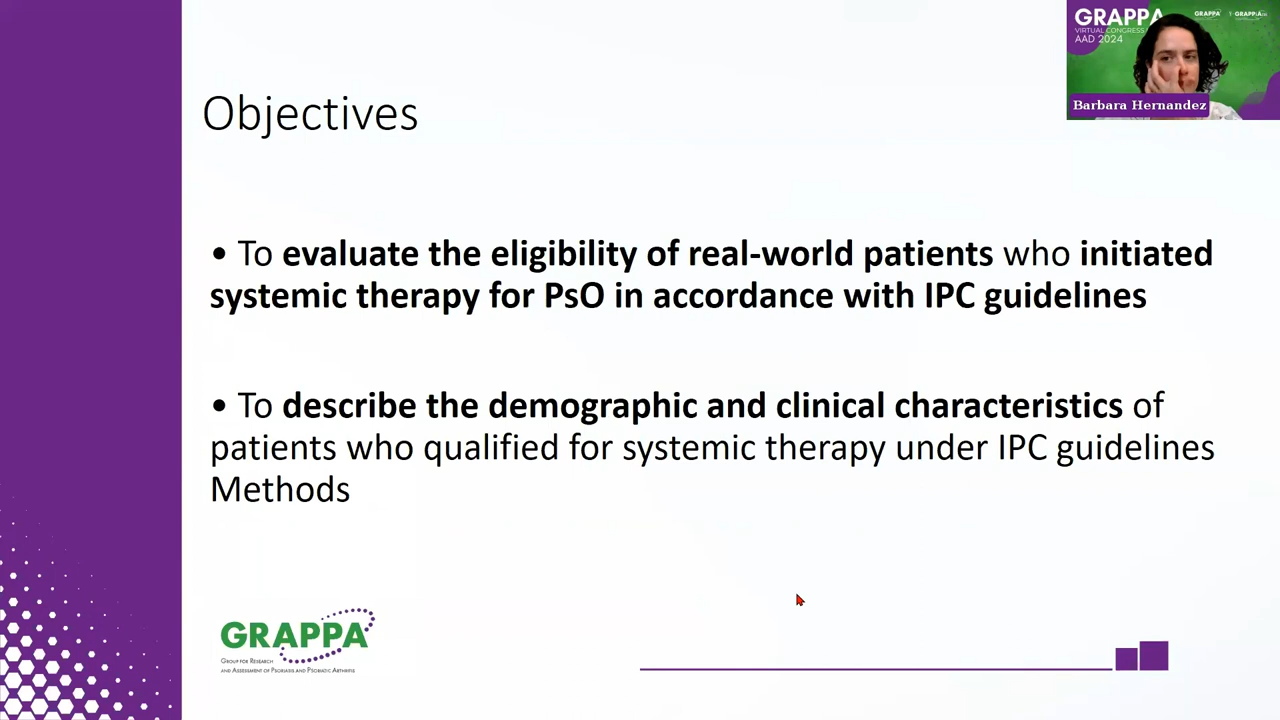 GRAPPA
VIRTUAL CONGRESS
AAD 2024
GRAPPA
Barbara Hernandez
Objectives
• To evaluate the eligibility of real-world patients who initiated
systemic therapy for PsO in accordance with IPC guidelines
• To describe the demographic and clinical characteristics of
patients who qualified for systemic therapy under IPC guidelines
Methods
GRAPPA
Group for Research
and Assessment of Psoriasis and Psoriatic Arthritis